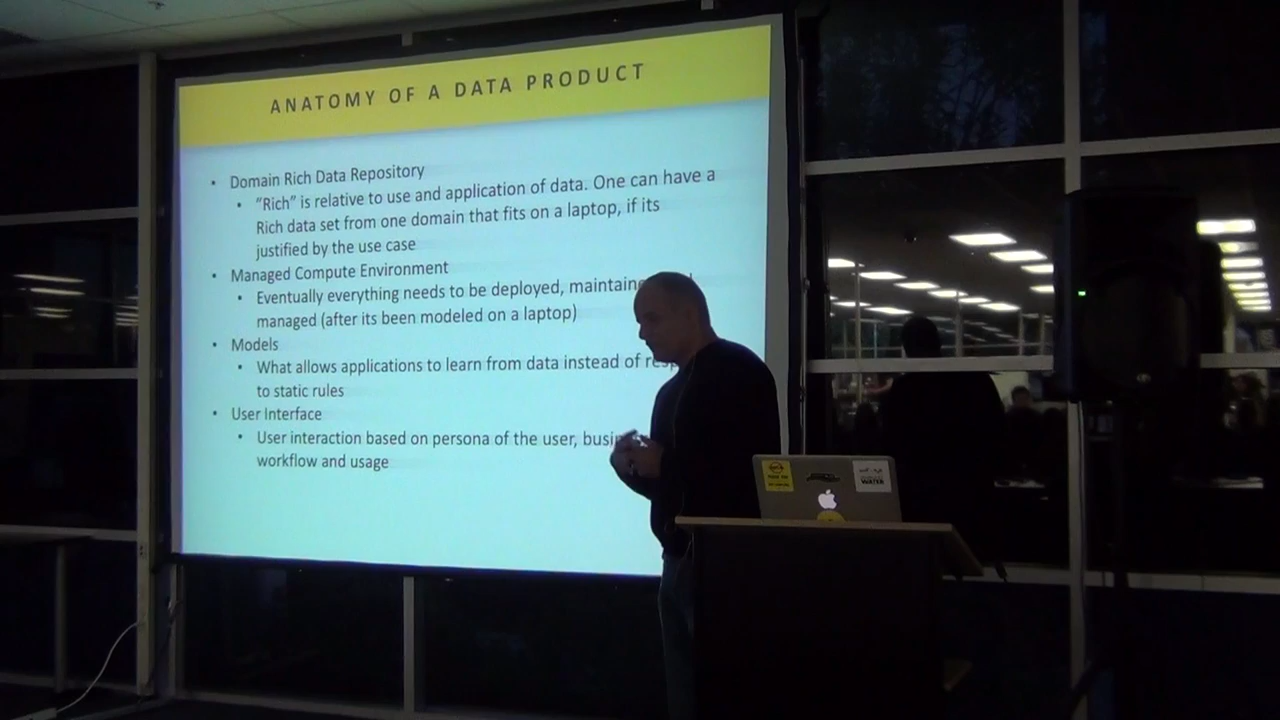 ANATOMY OF A DATA PRODUCT
• Domain Rich Data Repository
• “Rich” is relative to use and application of data. One can have a
Rich data set from one domain that fits on a laptop, if its
justified by the use case
• Managed Compute Environment
• Eventually everything needs to be deployed, maintaine
managed (after its been modeled on a laptop)
• Models
• What allows applications to learn from data instead of
to static rules
• User Interface
• User interaction based on persona of the user,
workflow and usage
WATER